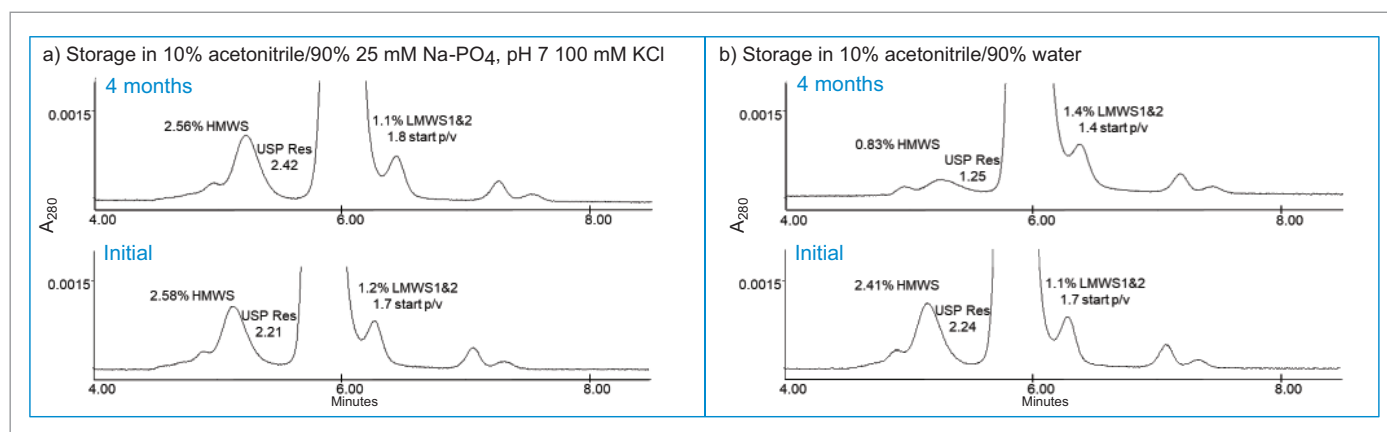 a) Storage in 10% acetonitrile/90% 25 mM Na-PO4, pH 7 100 mM KCl
4 months
0.0015
2.56% HMWS
USP Res
2.42
1.1% LMWS1&2
1.8 start p/v
A280
4.00
6.00
8.00
Initial
0.0015
2.58% HMWS
USP Res
2.21
1.2% LMWS1&2
1.7 start p/v
4.00
6.00
8.00
Minutes
b) Storage in 10% acetonitrile/90% water
4 months
0.0015
0.83% HMWS
USP Res
1.25
1.4% LMWS1&2
1.4 start p/v
A280
4.00
6.00
8.00
Initial
0.0015
2.41% HMWS
USP Res
2.24
1.1% LMWS1&2
1.7 start p/v
4.00
6.00
8.00
Minutes